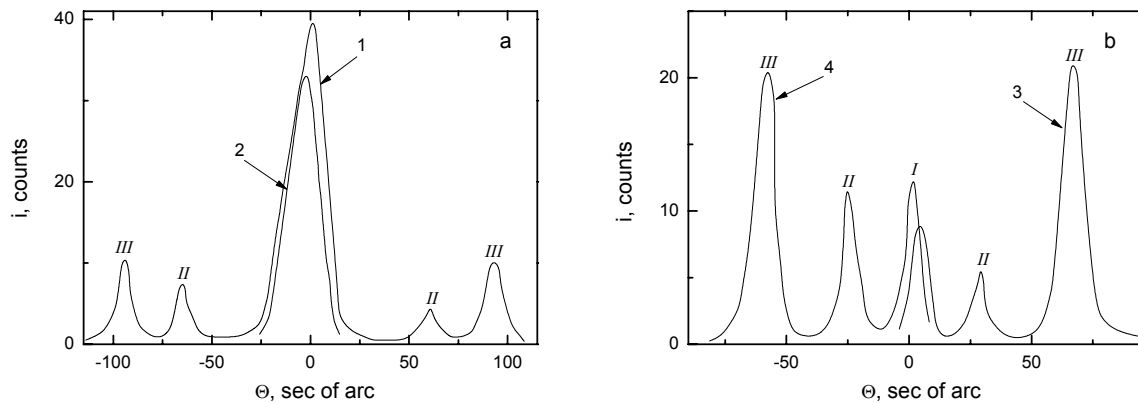 a
40
20
0
i, counts
1
2
III
II
II
III
-100
-50
0
50
100
Θ, sec of arc
b
20
10
0
i, counts
III
4
II
I
II
III
3
-50
0
50
Θ, sec of arc